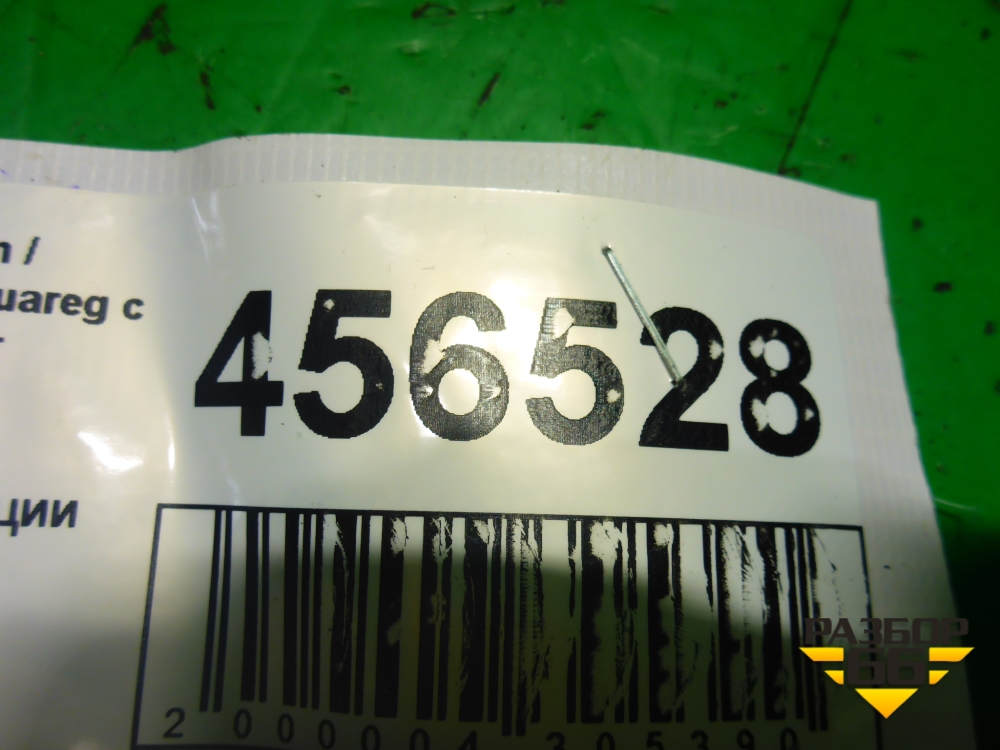 n /
uareg с
456528
ции
2 000004 305390
РАЗБОР
66